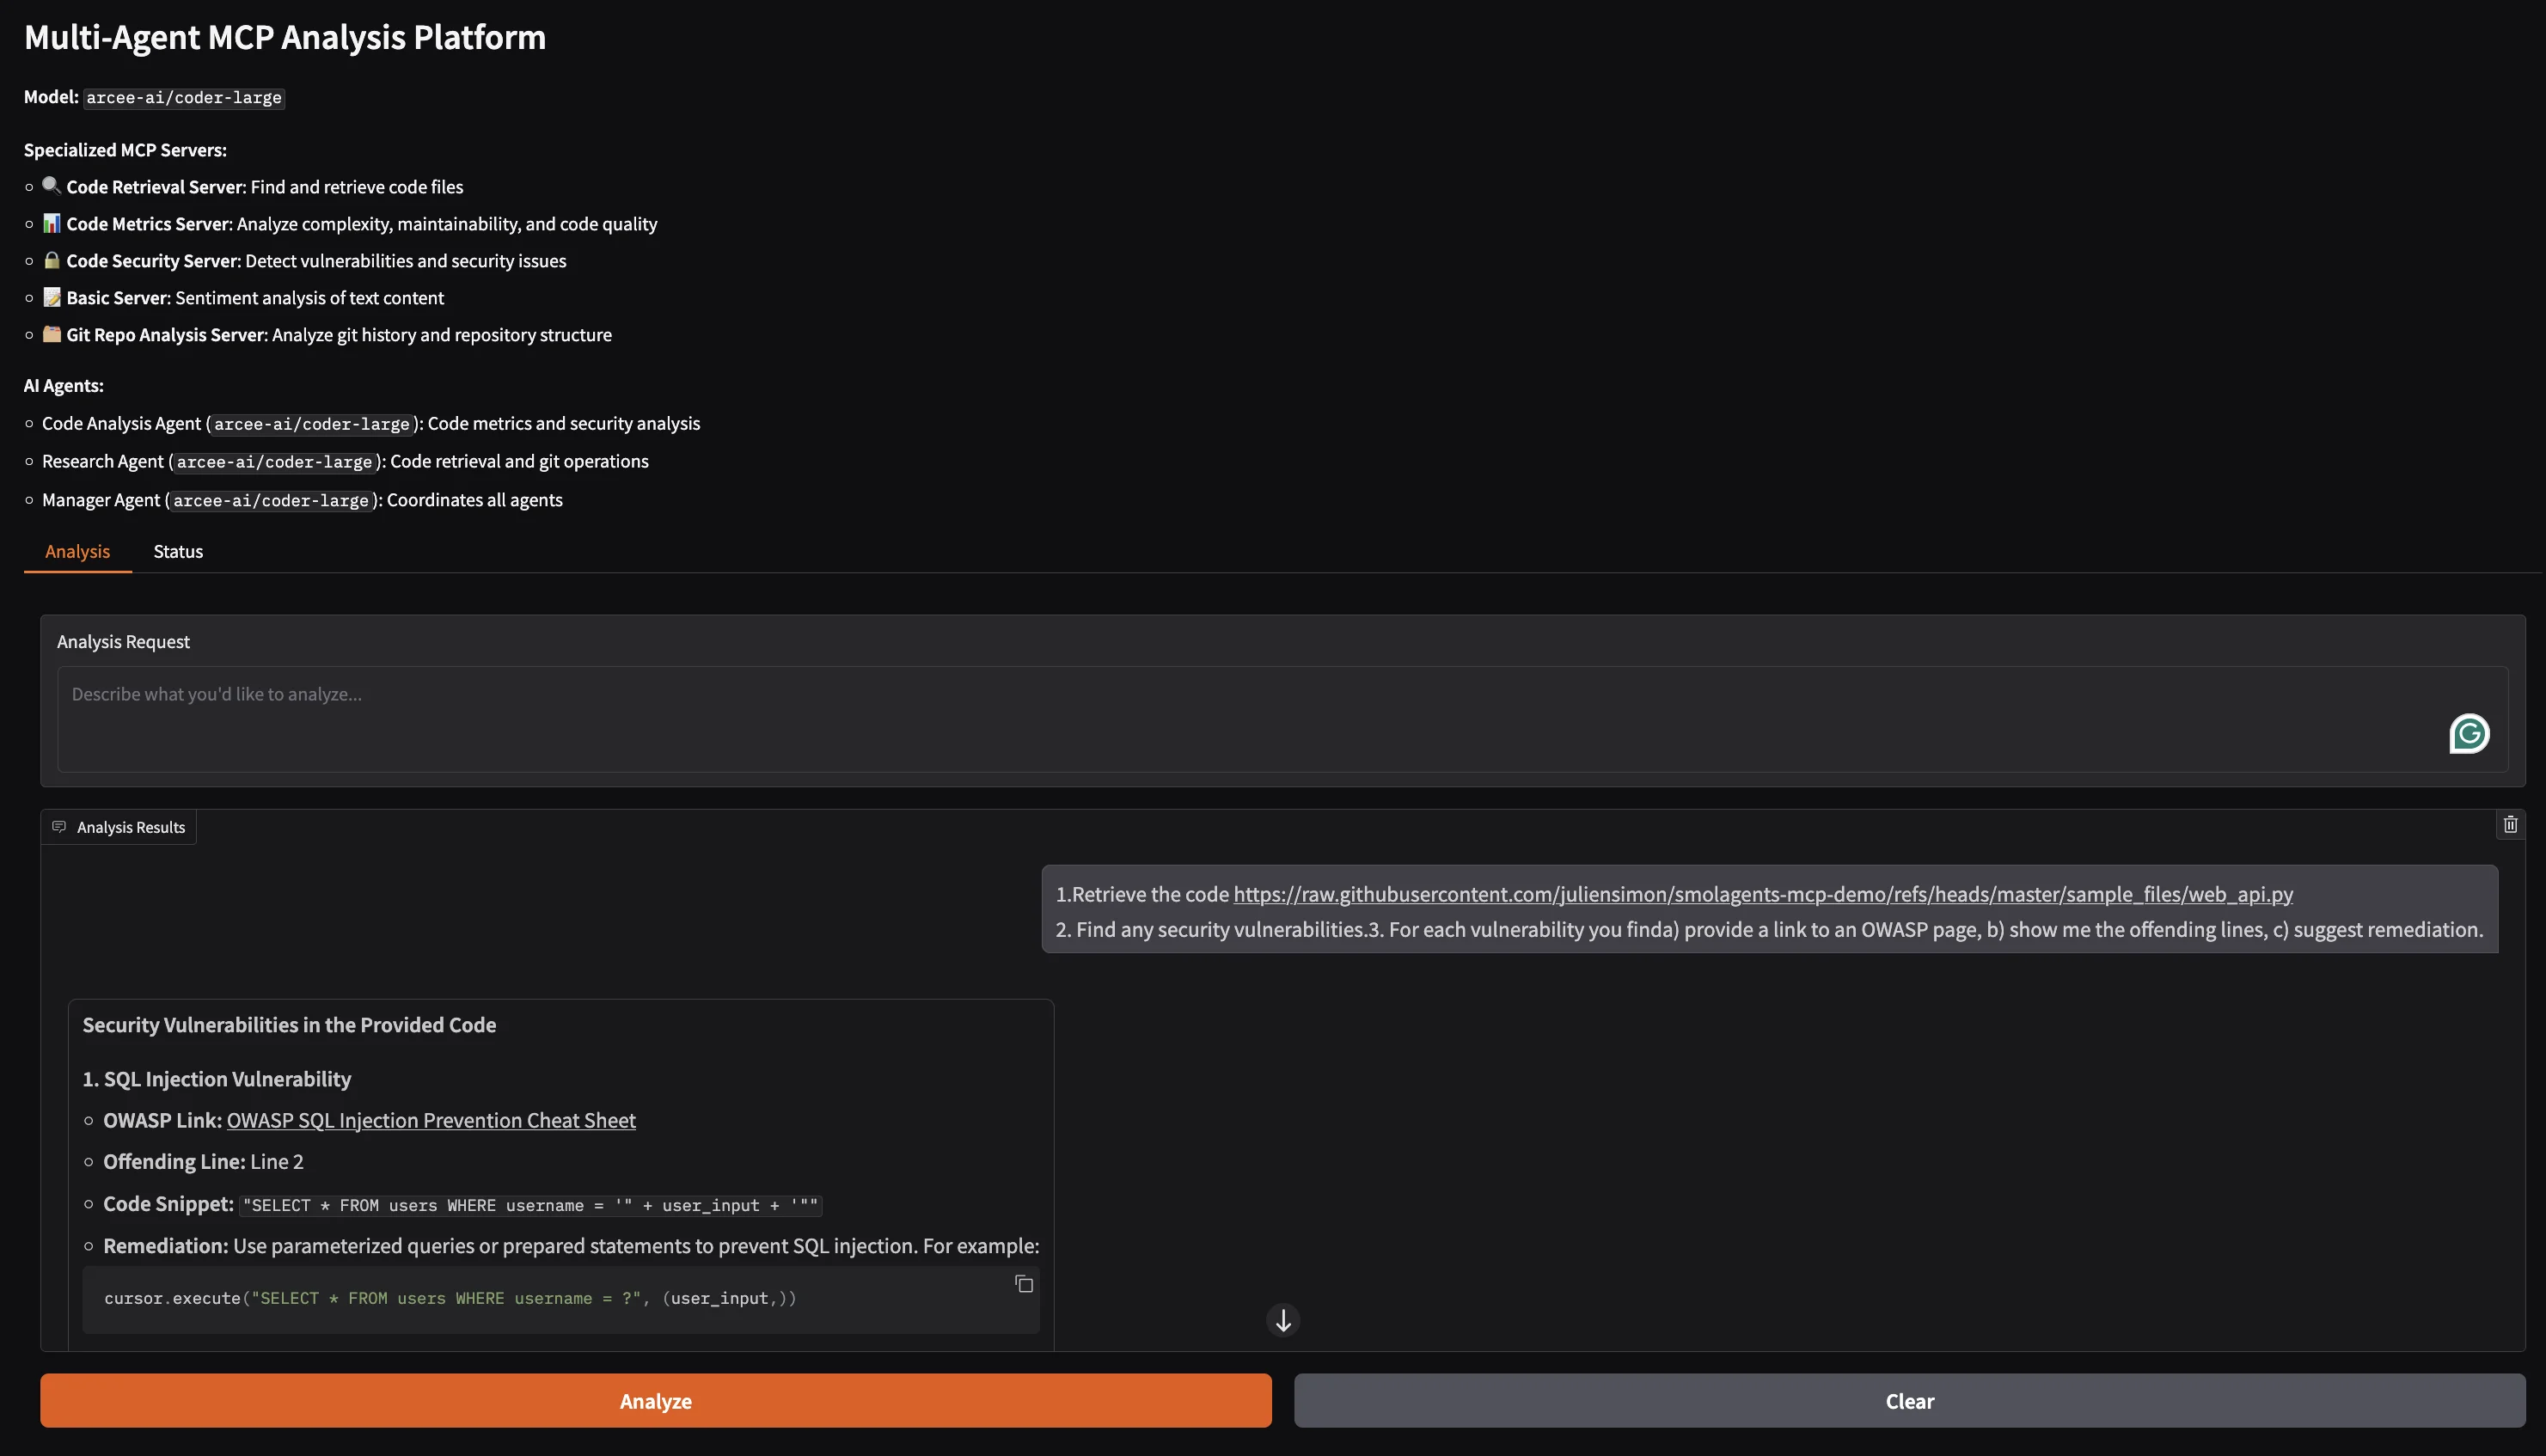 Multi-Agent MCP Analysis Platform
Model: arcee-ai/coder-large
Specialized MCP Servers:
Code Retrieval Server: Find and retrieve code files
Code Metrics Server: Analyze complexity, maintainability, and code quality
Code Security Server: Detect vulnerabilities and security issues
Basic Server: Sentiment analysis of text content
Git Repo Analysis Server: Analyze git history and repository structure
AI Agents:
Code Analysis Agent (arcee-ai/coder-large): Code metrics and security analysis
Research Agent (arcee-ai/coder-large): Code retrieval and git operations
Manager Agent (arcee-ai/coder-large): Coordinates all agents
Analysis Status
Analysis Request
Describe what you'd like to analyze...
Analysis Results
1.Retrieve the code https://raw.githubusercontent.com/juliensimon/smolagents-mcp-demo/refs/heads/master/sample_files/web_api.py
2. Find any security vulnerabilities.3. For each vulnerability you finda) provide a link to an OWASP page, b) show me the offending lines, c) suggest remediation.
Security Vulnerabilities in the Provided Code
1. SQL Injection Vulnerability
OWASP Link: OWASP SQL Injection Prevention Cheat Sheet
Offending Line: Line 2
Code Snippet: "SELECT * FROM users WHERE username = '" + user_input + '""
Remediation: Use parameterized queries or prepared statements to prevent SQL injection. For example:
cursor.execute("SELECT * FROM users WHERE username = ?", (user_input,))
Analyze Clear